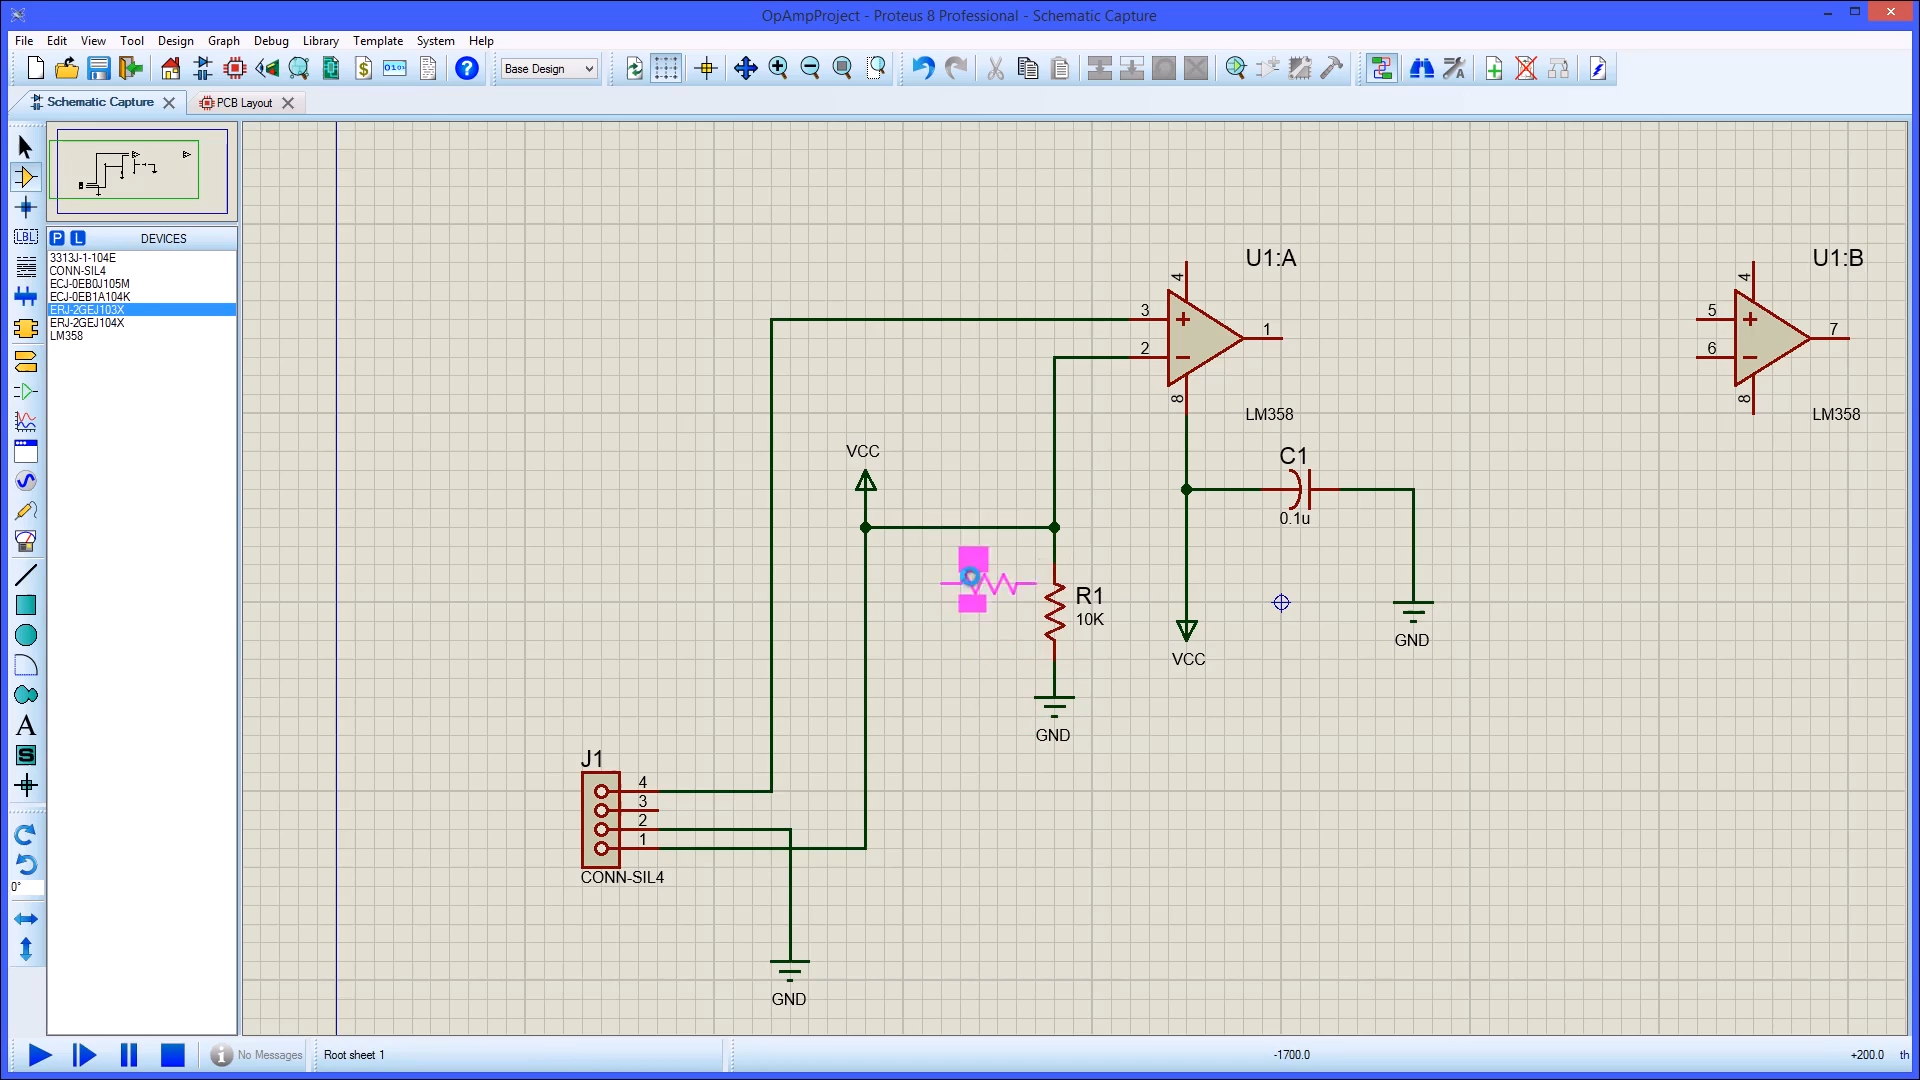 OpAmpProject - Proteus 8 Professional - Schematic Capture
File Edit View Tool Design Graph Debug Library Template System Help
Base Design
Schematic Capture PCB Layout
P L DEVICES
3313J-1-104E
CONN-SIL4
ECJ-0EB0J105M
ECJ-0EB1A104K
ERJ-2GEJ103X
ERJ-2GEJ104X
LM358
LBL
A
S
0°
U1:A
4
3
2
1
8
LM358
U1:B
4
5
6
7
8
LM358
VCC
C1
0.1u
R1
10K
VCC
GND
GND
J1
4
3
2
1
CONN-SIL4
GND
No Messages Root sheet 1 -1700.0 +200.0 th